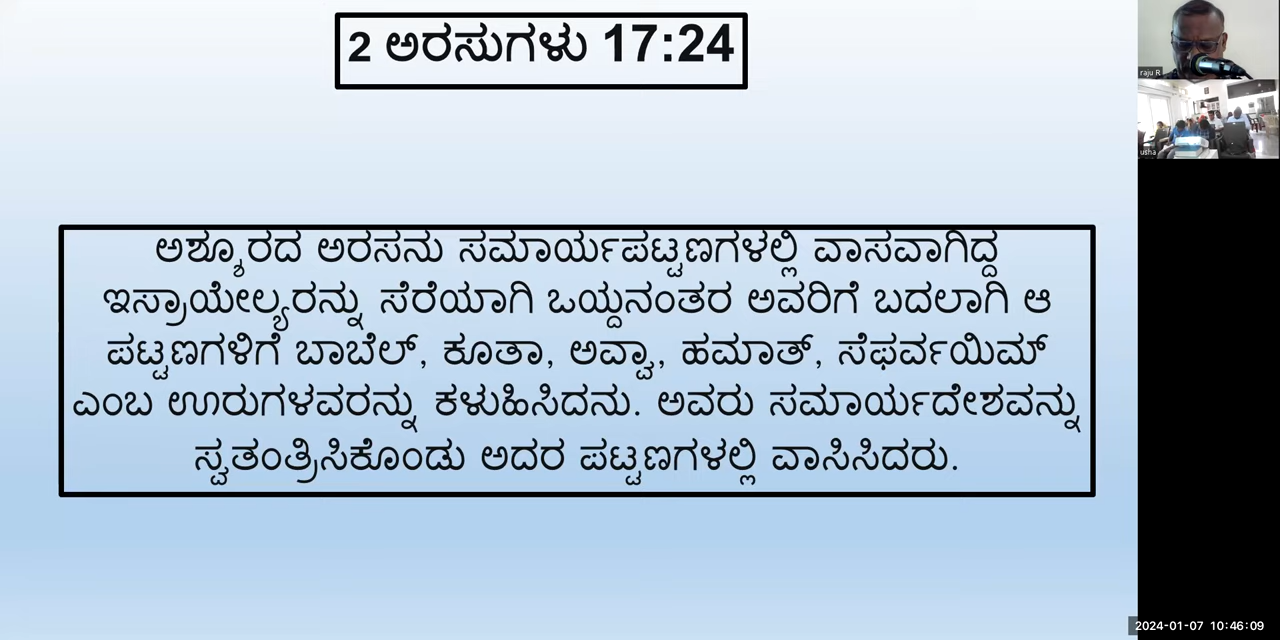 2 ಅರಸುಗಳು 17:24
ಅಶ್ಶೂರದ ಅರಸನು ಸಮಾರ್ಯಪಟ್ಟಣಗಳಲ್ಲಿ ವಾಸವಾಗಿದ್ದ
ಇಸ್ರಾಯೇಲ್ಯರನ್ನು ಸೆರೆಯಾಗಿ ಒಯ್ದನಂತರ ಅವರಿಗೆ ಬದಲಾಗಿ ಆ
ಪಟ್ಟಣಗಳಿಗೆ ಬಾಬೆಲ್, ಕೂತಾ, ಅವ್ವಾ, ಹಮಾತ್, ಸೆಫರ್ವಯಿಮ್
ಎಂಬ ಊರುಗಳವರನ್ನು ಕಳುಹಿಸಿದನು. ಅವರು ಸಮಾರ್ಯದೇಶವನ್ನು
ಸ್ವತಂತ್ರಿಸಿಕೊಂಡು ಅದರ ಪಟ್ಟಣಗಳಲ್ಲಿ ವಾಸಿಸಿದರು.
raju R
usha
2024-01-07 10:46:09